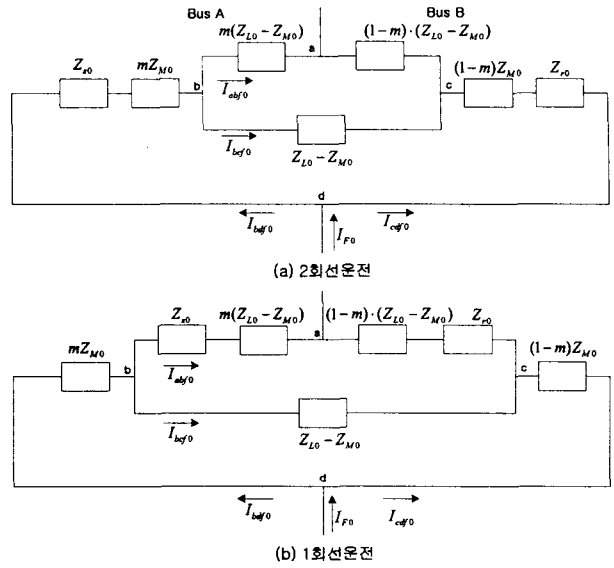 Bus A
Bus B
m(Z_{L0} − Z_{M0})
(1−m)·(Z_{L0} − Z_{M0})
a
Z_{s0}
mZ_{M0}
b
I_{abf0}
c
(1−m)Z_{M0}
Z_{r0}
I_{bcf0}
Z_{L0} − Z_{M0}
d
I_{bdf0}
I_{F0}
I_{cdf0}
(a) 2회선운전
Z_{s0}
m(Z_{L0} − Z_{M0})
(1−m)·(Z_{L0} − Z_{M0})
Z_{r0}
a
mZ_{M0}
b
I_{abf0}
c
(1−m)Z_{M0}
I_{bcf0}
Z_{L0} − Z_{M0}
d
I_{bdf0}
I_{F0}
I_{cdf0}
(b) 1회선운전